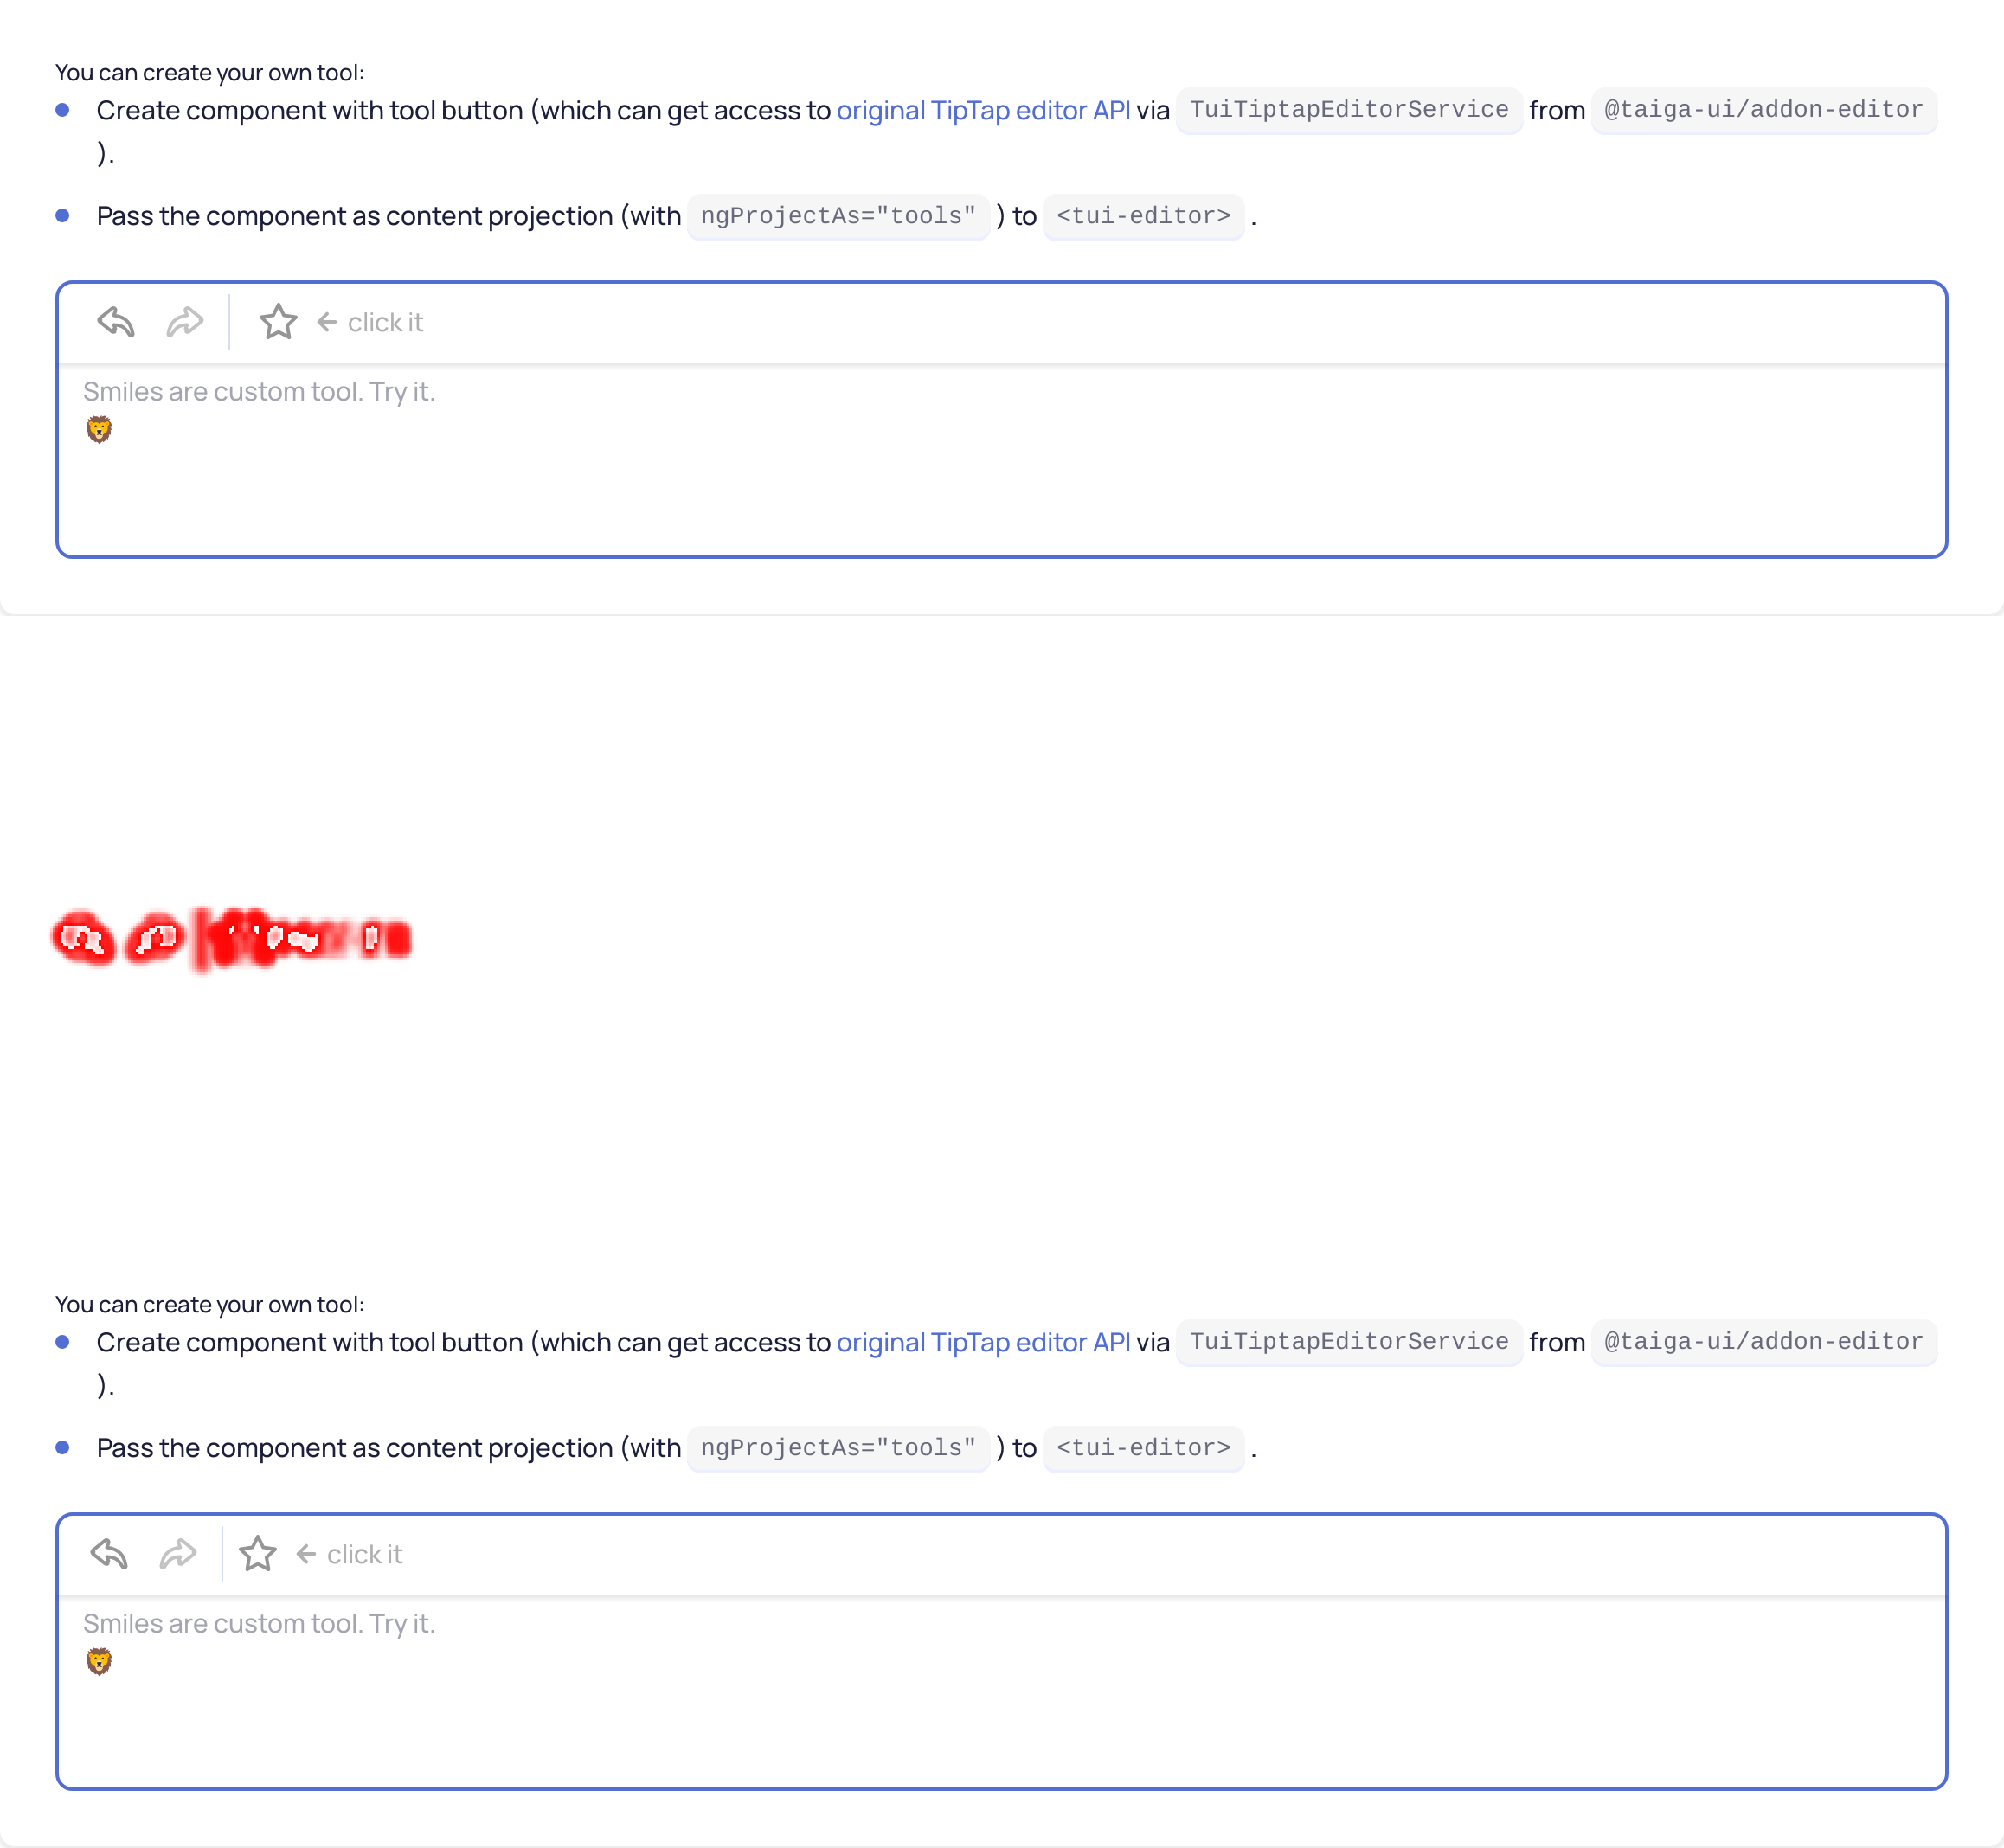 You can create your own tool:
Create component with tool button (which can get access to original TipTap editor API via TuiTiptapEditorService from @taiga-ui/addon-editor
).
Pass the component as content projection (with ngProjectAs="tools" ) to <tui-editor> .
← click it
Smiles are custom tool. Try it.
🦁
You can create your own tool:
Create component with tool button (which can get access to original TipTap editor API via TuiTiptapEditorService from @taiga-ui/addon-editor
).
Pass the component as content projection (with ngProjectAs="tools" ) to <tui-editor> .
← click it
Smiles are custom tool. Try it.
🦁